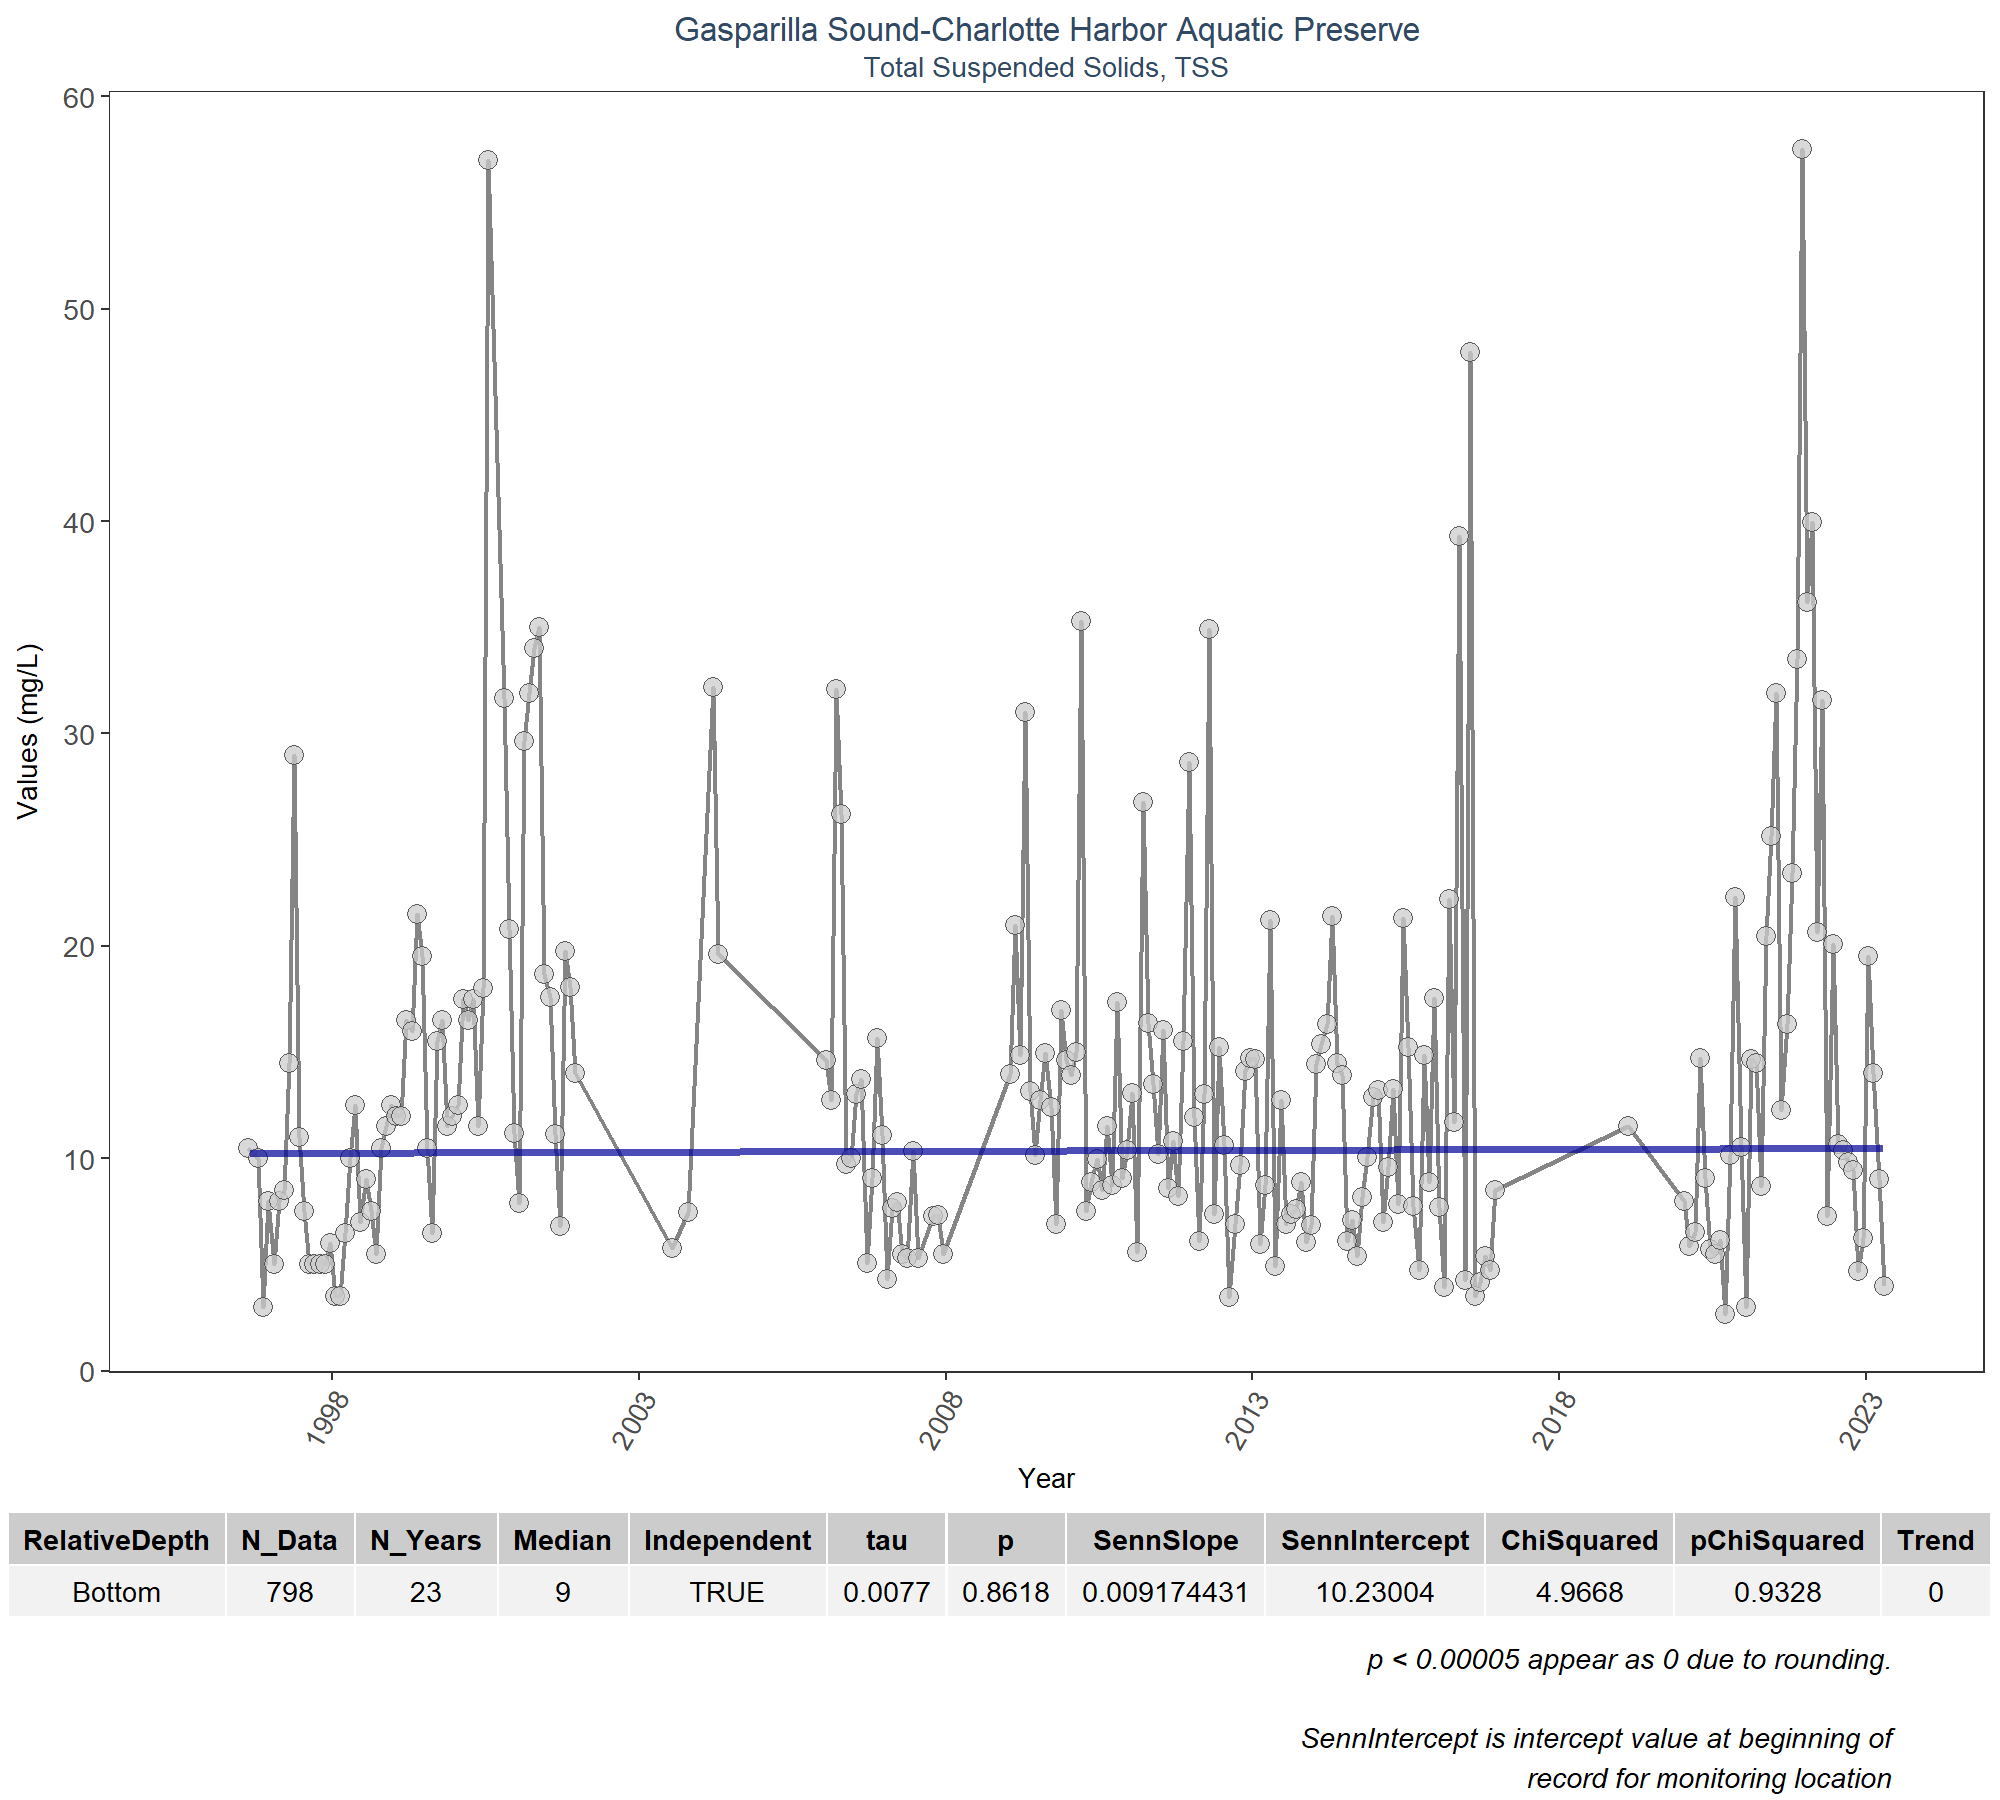 Gasparilla Sound-Charlotte Harbor Aquatic Preserve
Total Suspended Solids, TSS
60
50
40
30
20
10
0
Values (mg/L)
1998
2003
2008
2013
2018
2023
Year
RelativeDepth N_Data N_Years Median Independent tau p SennSlope SennIntercept ChiSquared pChiSquared Trend
Bottom 798 23 9 TRUE 0.0077 0.8618 0.009174431 10.23004 4.9668 0.9328 0
p < 0.00005 appear as 0 due to rounding.
SennIntercept is intercept value at beginning of
record for monitoring location